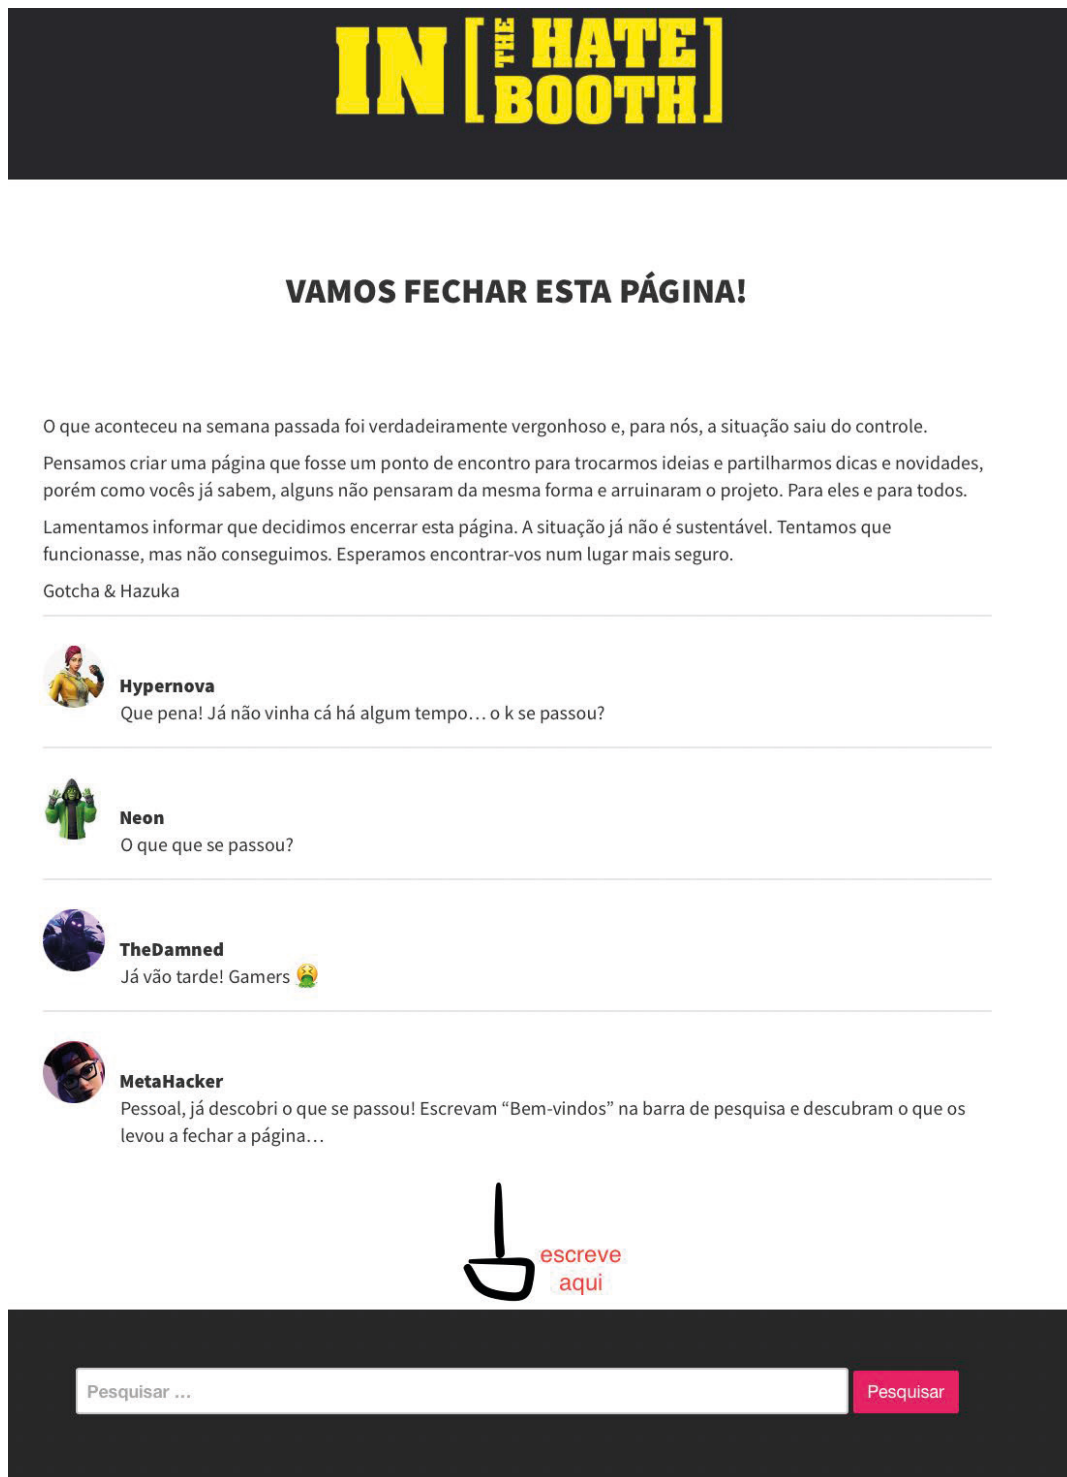 IN [ THE HATE
BOOTH ]
VAMOS FECHAR ESTA PÁGINA!
O que aconteceu na semana passada foi verdadeiramente vergonhoso e, para nós, a situação saiu do controle.
Pensamos criar uma página que fosse um ponto de encontro para trocarmos ideias e partilharmos dicas e novidades,
porém como vocês já sabem, alguns não pensaram da mesma forma e arruinaram o projeto. Para eles e para todos.
Lamentamos informar que decidimos encerrar esta página. A situação já não é sustentável. Tentamos que
funcionasse, mas não conseguimos. Esperamos encontrar-vos num lugar mais seguro.
Gotcha & Hazuka
Hypernova
Que pena! Já não vinha cá há algum tempo… o k se passou?
Neon
O que que se passou?
TheDamned
Já vão tarde! Gamers 🤮
MetaHacker
Pessoal, já descobri o que se passou! Escrevam “Bem-vindos” na barra de pesquisa e descubram o que os
levou a fechar a página…
escreve
aqui
Pesquisar …
Pesquisar